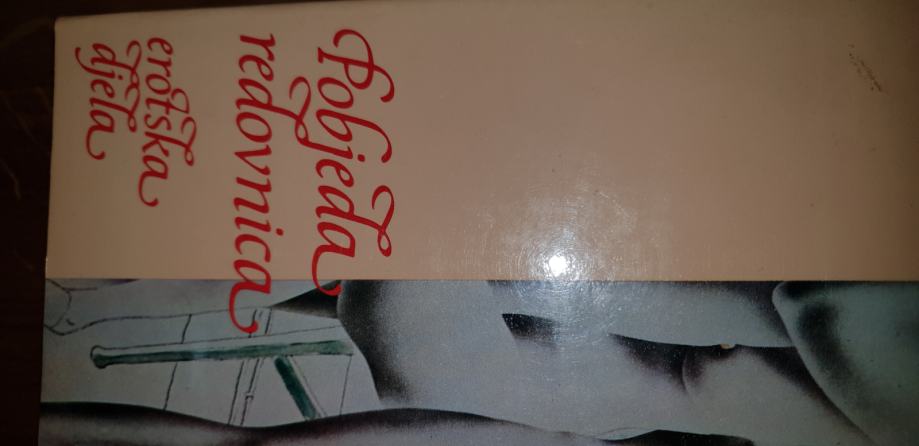 Pobjeda
redovnica
erotska
djela